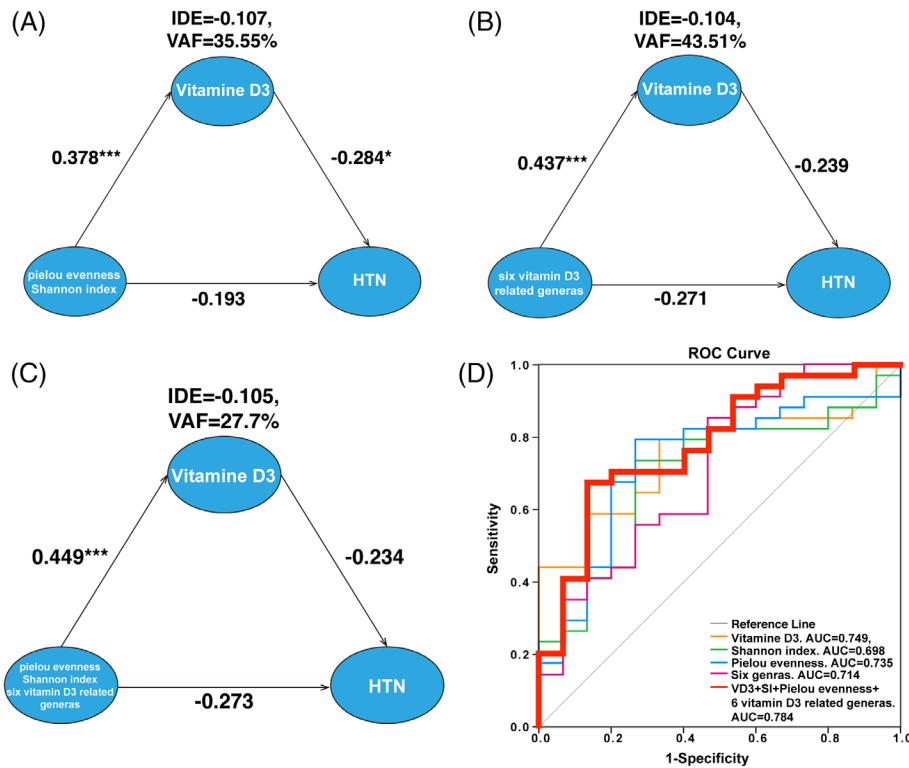 (A)
IDE=-0.107,
VAF=35.55%
Vitamine D3
0.378***
-0.284*
pielou evenness
Shannon index
HTN
-0.193
(B)
IDE=-0.104,
VAF=43.51%
Vitamine D3
0.437***
-0.239
six vitamin D3
related generas
HTN
-0.271
(C)
IDE=-0.105,
VAF=27.7%
Vitamine D3
0.449***
-0.234
pielou evenness
Shannon index
six vitamin D3 related
generas
HTN
-0.273
(D)
ROC Curve
Sensitivity
1.0
0.8
0.6
0.4
0.2
0.0
0.0
0.2
0.4
0.6
0.8
1.0
1-Specificity
Reference Line
Vitamine D3. AUC=0.749,
Shannon index. AUC=0.698
Pielou evenness. AUC=0.735
Six genras. AUC=0.714
VD3+SI+Pielou evenness+
6 vitamin D3 related generas.
AUC=0.784